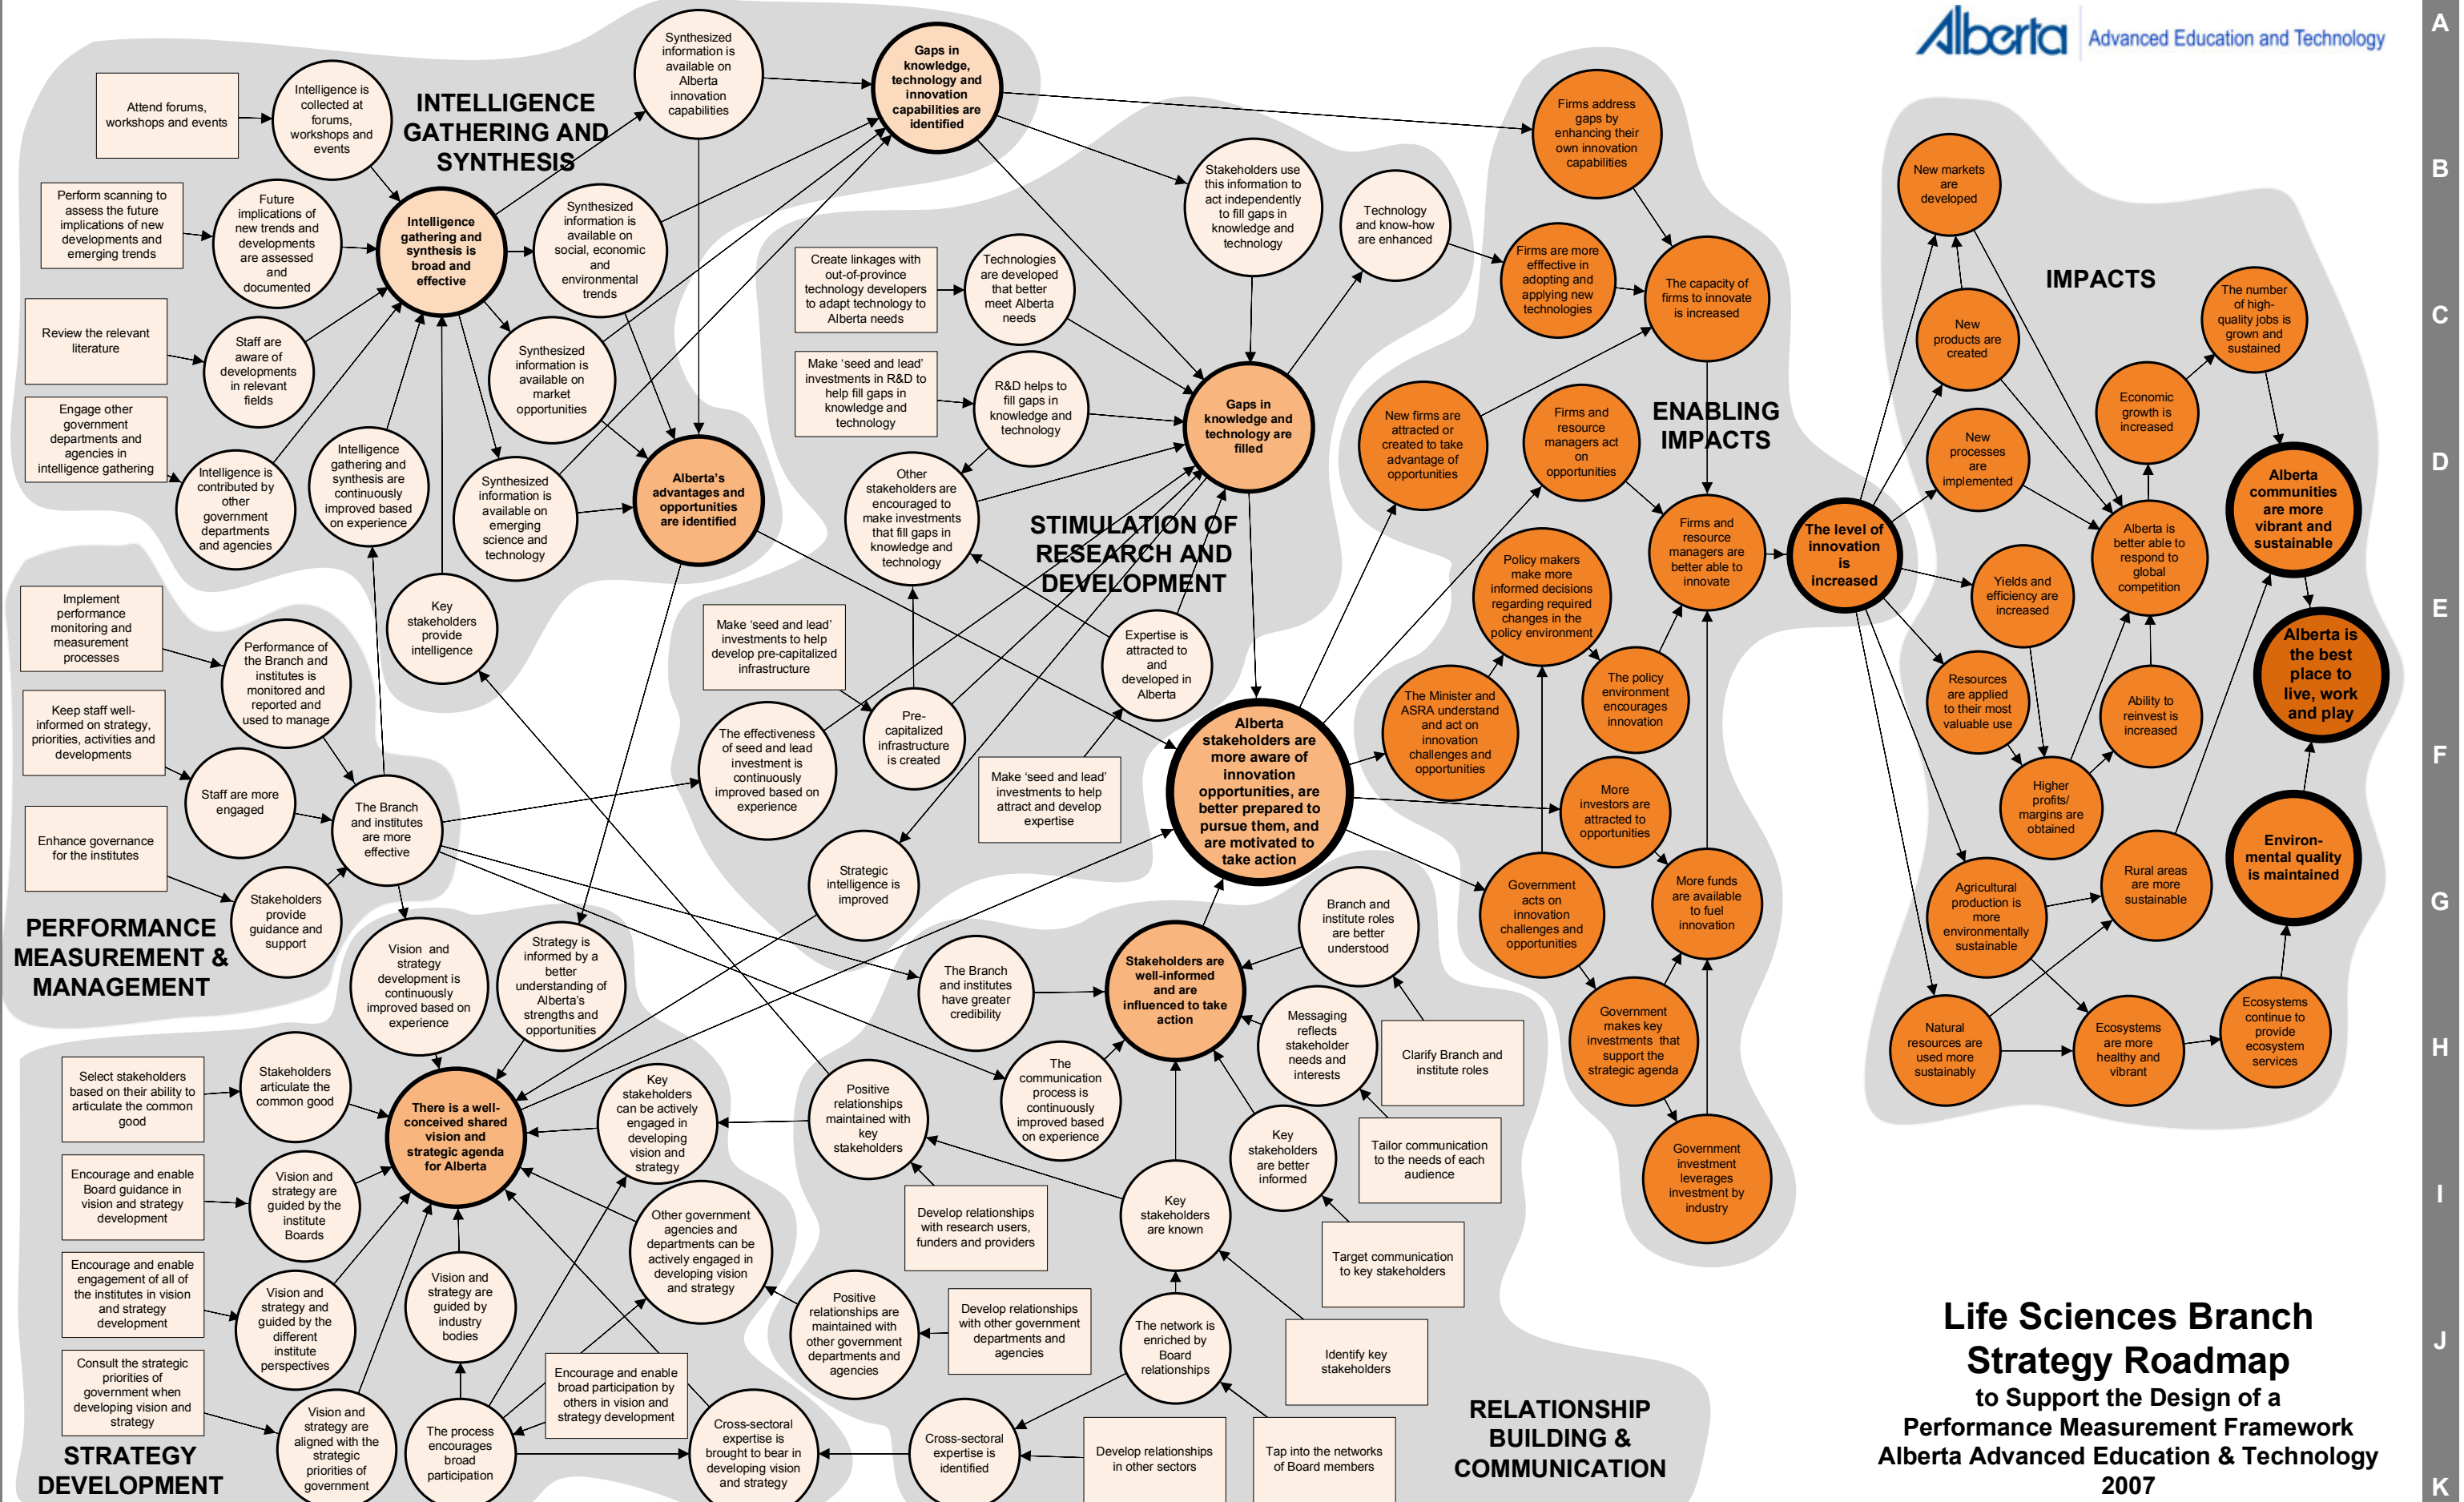 Alberta
Advanced Education and Technology
A
B
C
D
E
F
G
H
I
J
K
INTELLIGENCE
GATHERING AND
SYNTHESIS
Attend forums,
workshops and events
Intelligence is
collected at
forums,
workshops and
events
Perform scanning to
assess the future
implications of new
developments and
emerging trends
Future
implications of
new trends and
developments
are assessed
and
documented
Review the relevant
literature
Staff are
aware of
developments
in relevant
fields
Engage other
government
departments and
agencies in
intelligence gathering
Intelligence is
contributed by
other
government
departments
and agencies
Intelligence
gathering and
synthesis are
continuously
improved based
on experience
Key
stakeholders
provide
intelligence
Intelligence
gathering and
synthesis is
broad and
effective
Synthesized
information is
available on
Alberta
innovation
capabilities
Synthesized
information is
available on
social, economic
and
environmental
trends
Synthesized
information is
available on
market
opportunities
Synthesized
information is
available on
emerging
science and
technology
Gaps in
knowledge,
technology and
innovation
capabilities are
identified
Alberta’s
advantages and
opportunities
are identified
STIMULATION OF
RESEARCH AND
DEVELOPMENT
Stakeholders use
this information to
act independently
to fill gaps in
knowledge and
technology
Technology
and know-how
are enhanced
Create linkages with
out-of-province
technology developers
to adapt technology to
Alberta needs
Technologies
are developed
that better
meet Alberta
needs
Make ‘seed and lead’
investments in R&D to
help fill gaps in
knowledge and
technology
R&D helps to
fill gaps in
knowledge and
technology
Other
stakeholders are
encouraged to
make investments
that fill gaps in
knowledge and
technology
Gaps in
knowledge and
technology are
filled
Make ‘seed and lead’
investments to help
develop pre-capitalized
infrastructure
Pre-
capitalized
infrastructure
is created
Expertise is
attracted to
and
developed in
Alberta
Make ‘seed and lead’
investments to help
attract and develop
expertise
The effectiveness
of seed and lead
investment is
continuously
improved based on
experience
Strategic
intelligence is
improved
Alberta
stakeholders are
more aware of
innovation
opportunities, are
better prepared to
pursue them, and
are motivated to
take action
PERFORMANCE
MEASUREMENT &
MANAGEMENT
Implement
performance
monitoring and
measurement
processes
Performance of
the Branch and
institutes is
monitored and
reported and
used to manage
Keep staff well-
informed on strategy,
priorities, activities and
developments
Staff are more
engaged
Enhance governance
for the institutes
Stakeholders
provide
guidance and
support
The Branch
and institutes
are more
effective
STRATEGY
DEVELOPMENT
Vision and
strategy
development is
continuously
improved based on
experience
Strategy is
informed by a
better
understanding of
Alberta’s
strengths and
opportunities
Select stakeholders
based on their ability to
articulate the common
good
Stakeholders
articulate the
common good
Encourage and enable
Board guidance in
vision and strategy
development
Vision and
strategy are
guided by the
institute
Boards
Encourage and enable
engagement of all of
the institutes in vision
and strategy
development
Vision and
strategy and
guided by the
different
institute
perspectives
Consult the strategic
priorities of
government when
developing vision and
strategy
Vision and
strategy are
aligned with the
strategic
priorities of
government
Vision and
strategy are
guided by
industry
bodies
The process
encourages
broad
participation
Encourage and enable
broad participation by
others in vision and
strategy development
There is a well-
conceived shared
vision and
strategic agenda
for Alberta
Key
stakeholders
can be actively
engaged in
developing
vision and
strategy
Other government
agencies and
departments can be
actively engaged in
developing vision
and strategy
Cross-sectoral
expertise is
brought to bear in
developing vision
and strategy
RELATIONSHIP
BUILDING &
COMMUNICATION
The Branch
and institutes
have greater
credibility
The
communication
process is
continuously
improved based
on experience
Stakeholders are
well-informed
and are
influenced to take
action
Branch and
institute roles
are better
understood
Clarify Branch and
institute roles
Messaging
reflects
stakeholder
needs and
interests
Tailor communication
to the needs of each
audience
Key
stakeholders
are better
informed
Target communication
to key stakeholders
Positive
relationships
maintained with
key
stakeholders
Develop relationships
with research users,
funders and providers
Key
stakeholders
are known
Identify key
stakeholders
Positive
relationships are
maintained with
other government
departments and
agencies
Develop relationships
with other government
departments and
agencies
The network is
enriched by
Board
relationships
Tap into the networks
of Board members
Cross-sectoral
expertise is
identified
Develop relationships
in other sectors
ENABLING
IMPACTS
Firms address
gaps by
enhancing their
own innovation
capabilities
Firms are more
efffective in
adopting and
applying new
technologies
The capacity of
firms to innovate
is increased
New firms are
attracted or
created to take
advantage of
opportunities
Firms and
resource
managers act
on
opportunities
Firms and
resource
managers are
better able to
innovate
Policy makers
make more
informed decisions
regarding required
changes in the
policy environment
The policy
environment
encourages
innovation
The Minister and
ASRA understand
and act on
innovation
challenges and
opportunities
More
investors are
attracted to
opportunities
Government
acts on
innovation
challenges and
opportunities
More funds
are available
to fuel
innovation
Government
makes key
investments that
support the
strategic agenda
Government
investment
leverages
investment by
industry
The level of
innovation
is
increased
IMPACTS
New markets
are
developed
New
products are
created
New
processes
are
implemented
Yields and
efficiency are
increased
Resources
are applied
to their most
valuable use
Higher
profits/
margins are
obtained
Ability to
reinvest is
increased
Alberta is
better able to
respond to
global
competition
Economic
growth is
increased
The number
of high-
quality jobs is
grown and
sustained
Alberta
communities
are more
vibrant and
sustainable
Alberta is
the best
place to
live, work
and play
Environ-
mental quality
is maintained
Agricultural
production is
more
environmentally
sustainable
Rural areas
are more
sustainable
Natural
resources are
used more
sustainably
Ecosystems
are more
healthy and
vibrant
Ecosystems
continue to
provide
ecosystem
services
Life Sciences Branch
Strategy Roadmap
to Support the Design of a
Performance Measurement Framework
Alberta Advanced Education & Technology
2007